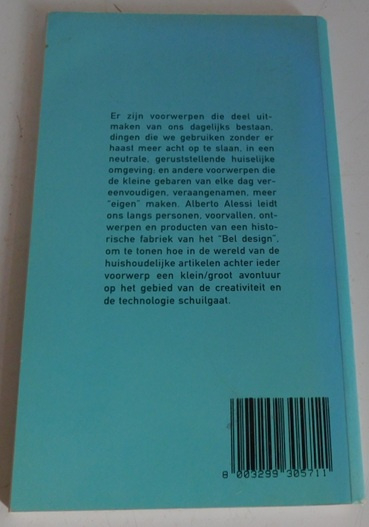 Er zijn voorwerpen die deel uit-
maken van ons dagelijks bestaan,
dingen die we gebruiken zonder er
haast meer acht op te slaan, in een
neutrale, geruststellende huiselijke
omgeving; en andere voorwerpen die
de kleine gebaren van elke dag ver-
eenvoudigen, veraangenamen, meer
"eigen" maken. Alberto Alessi leidt
ons langs personen, voorvallen, ont-
werpen en producten van een histo-
rische fabriek van het "Bel design",
om te tonen hoe in de wereld van de
huishoudelijke artikelen achter ieder
voorwerp een klein/groot avontuur
op het gebied van de creativiteit en
de technologie schuilgaat.
8 003299 305711